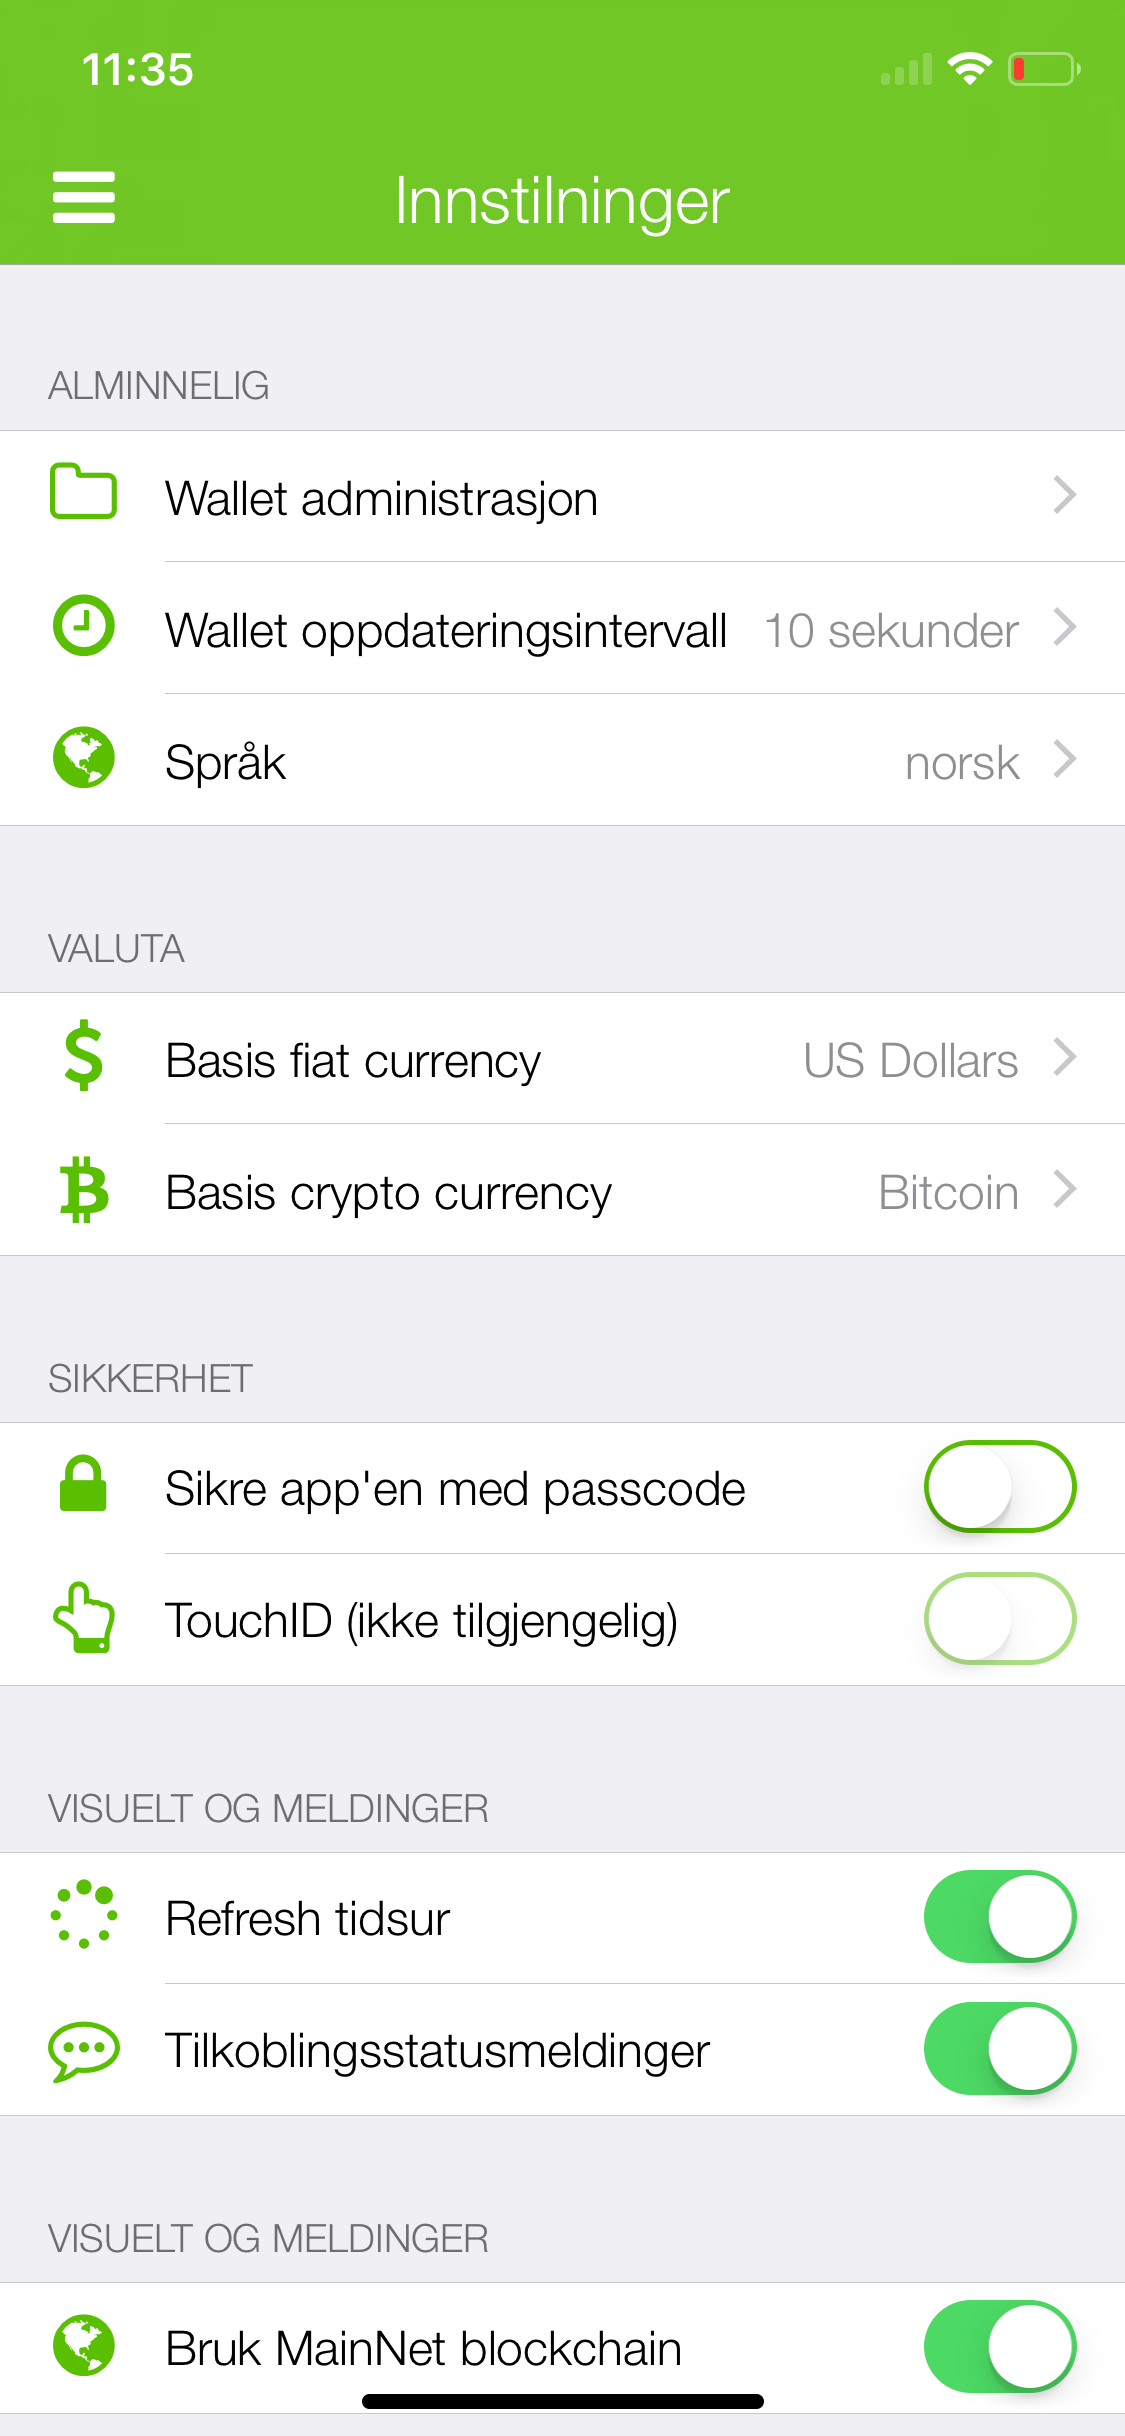 11:35
Innstilninger
ALMINNELIG
Wallet administrasjon
Wallet oppdateringsintervall 10 sekunder
Språk norsk
VALUTA
Basis fiat currency US Dollars
Basis crypto currency Bitcoin
SIKKERHET
Sikre app'en med passcode
TouchID (ikke tilgjengelig)
VISUELT OG MELDINGER
Refresh tidsur
Tilkoblingsstatusmeldinger
VISUELT OG MELDINGER
Bruk MainNet blockchain